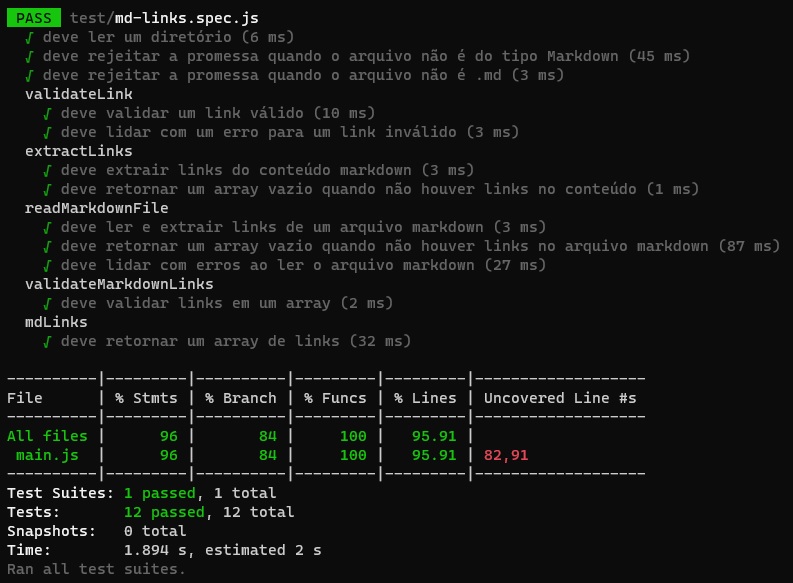 PASS test/md-links.spec.js
√ deve ler um diretório (6 ms)
√ deve rejeitar a promessa quando o arquivo não é do tipo Markdown (45 ms)
√ deve rejeitar a promessa quando o arquivo não é .md (3 ms)
validateLink
√ deve validar um link válido (10 ms)
√ deve lidar com um erro para um link inválido (3 ms)
extractLinks
√ deve extrair links do conteúdo markdown (3 ms)
√ deve retornar um array vazio quando não houver links no conteúdo (1 ms)
readMarkdownFile
√ deve ler e extrair links de um arquivo markdown (3 ms)
√ deve retornar um array vazio quando não houver links no arquivo markdown (87 ms)
√ deve lidar com erros ao ler o arquivo markdown (27 ms)
validateMarkdownLinks
√ deve validar links em um array (2 ms)
mdLinks
√ deve retornar um array de links (32 ms)
----------|---------|----------|---------|---------|-------------------
File      | % Stmts | % Branch | % Funcs | % Lines | Uncovered Line #s
----------|---------|----------|---------|---------|-------------------
All files |      96 |       84 |     100 |   95.91 |
main.js  |      96 |       84 |     100 |   95.91 | 82,91
----------|---------|----------|---------|---------|-------------------
Test Suites: 1 passed, 1 total
Tests:       12 passed, 12 total
Snapshots:   0 total
Time:        1.894 s, estimated 2 s
Ran all test suites.